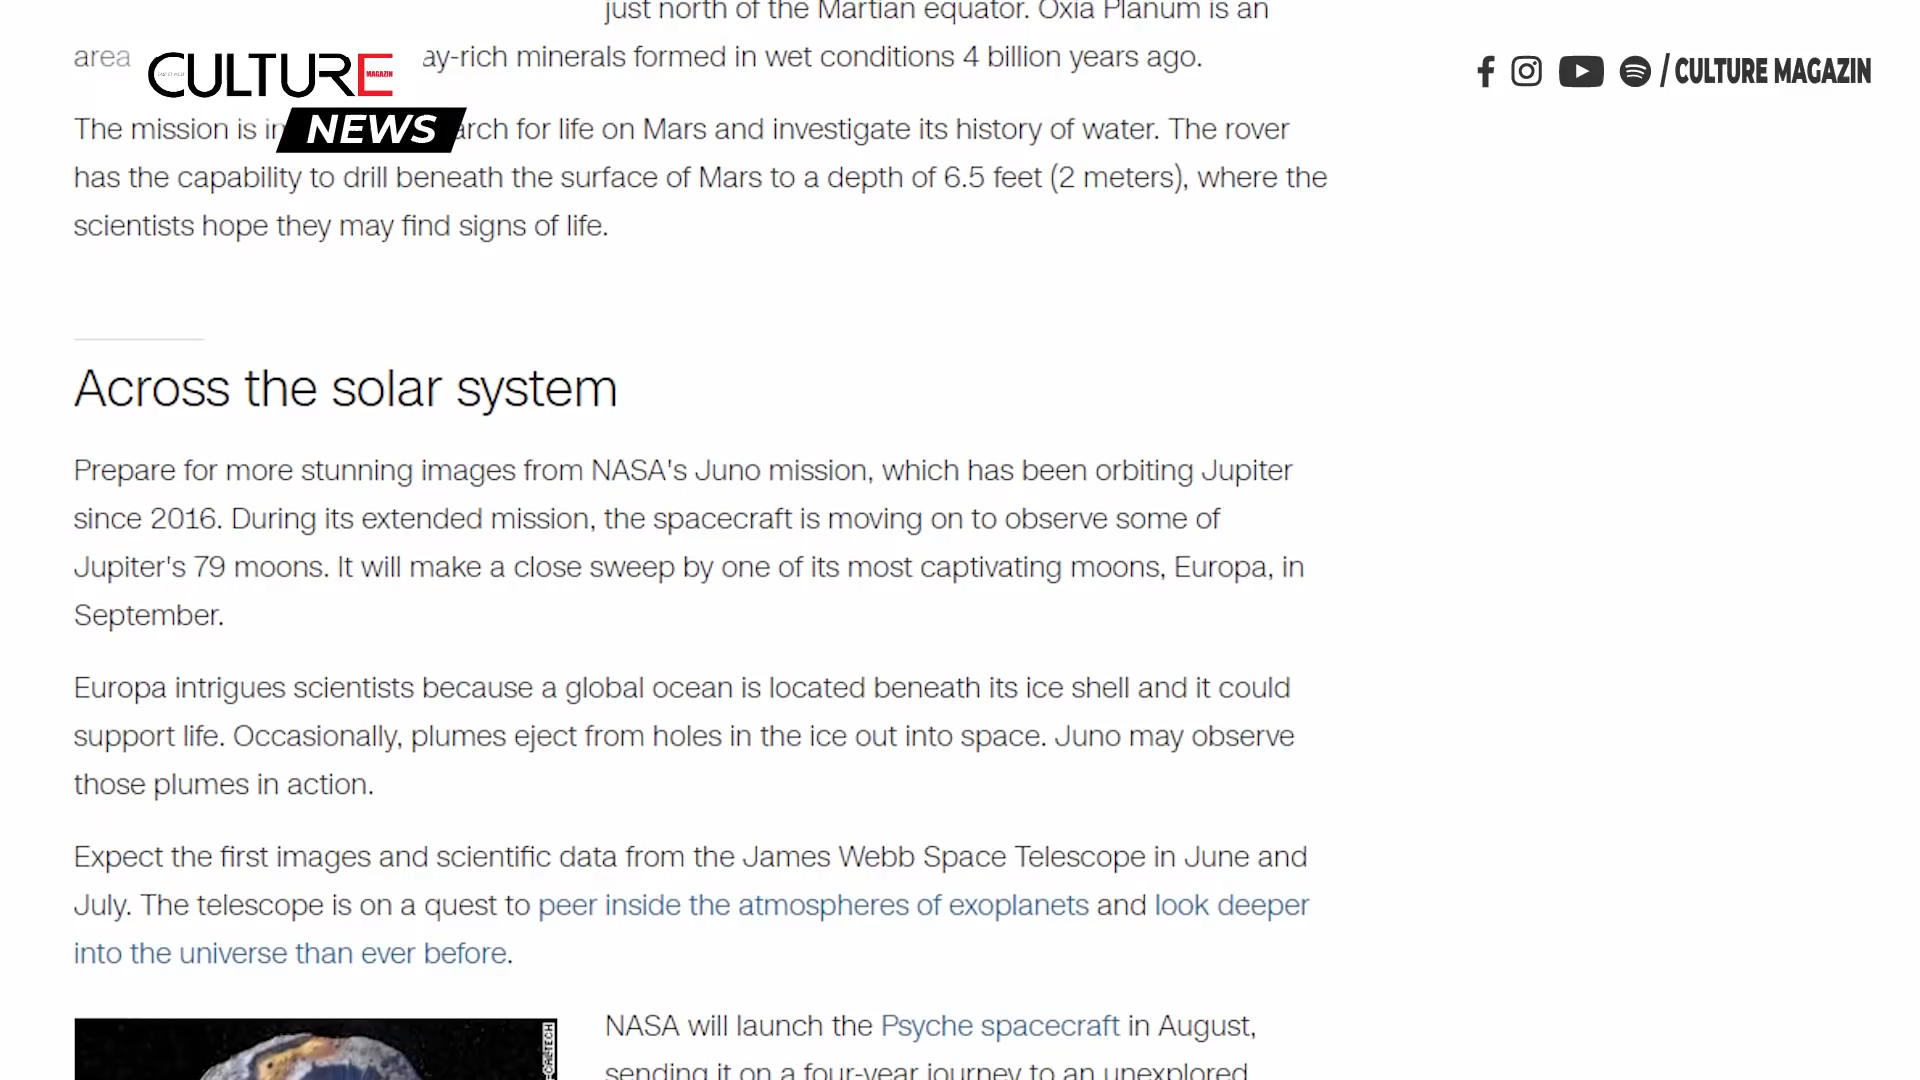 just north of the Martian equator. Oxia Planum is an
area ay-rich minerals formed in wet conditions 4 billion years ago.
CULTURE
MAGAZIN
NEWS
/ CULTURE MAGAZIN
The mission is in arch for life on Mars and investigate its history of water. The rover
has the capability to drill beneath the surface of Mars to a depth of 6.5 feet (2 meters), where the
scientists hope they may find signs of life.
Across the solar system
Prepare for more stunning images from NASA's Juno mission, which has been orbiting Jupiter
since 2016. During its extended mission, the spacecraft is moving on to observe some of
Jupiter's 79 moons. It will make a close sweep by one of its most captivating moons, Europa, in
September.
Europa intrigues scientists because a global ocean is located beneath its ice shell and it could
support life. Occasionally, plumes eject from holes in the ice out into space. Juno may observe
those plumes in action.
Expect the first images and scientific data from the James Webb Space Telescope in June and
July. The telescope is on a quest to peer inside the atmospheres of exoplanets and look deeper
into the universe than ever before.
NASA will launch the Psyche spacecraft in August,
sending it on a four-year journey to an unexplored